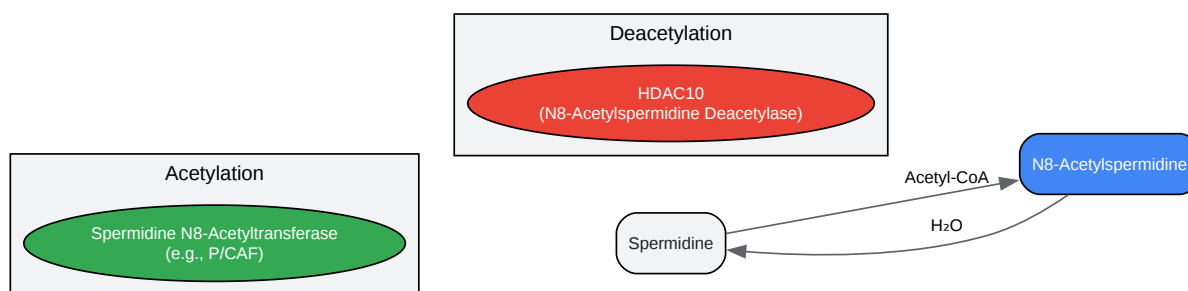 Deacetylation
HDAC10
(N8-Acetylspermidine Deacetylase)
Acetylation
Spermidine N8-Acetyltransferase
(e.g., P/CAF)
N8-Acetylspermidine
Acetyl-CoA
H₂O
Spermidine